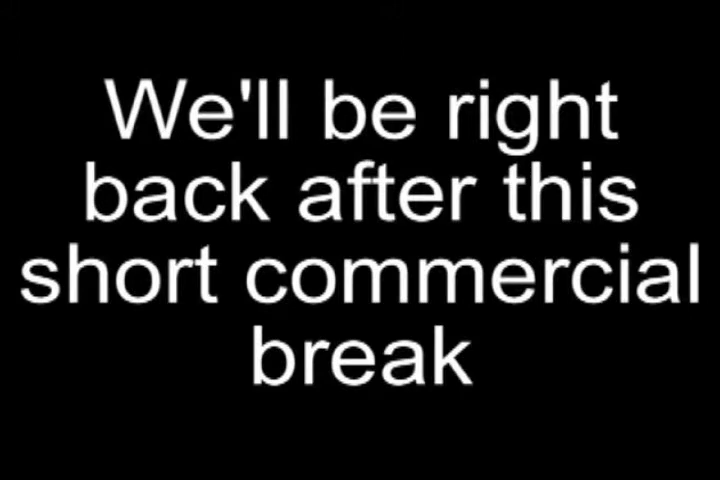 We'll be right
back after this
short commercial
break